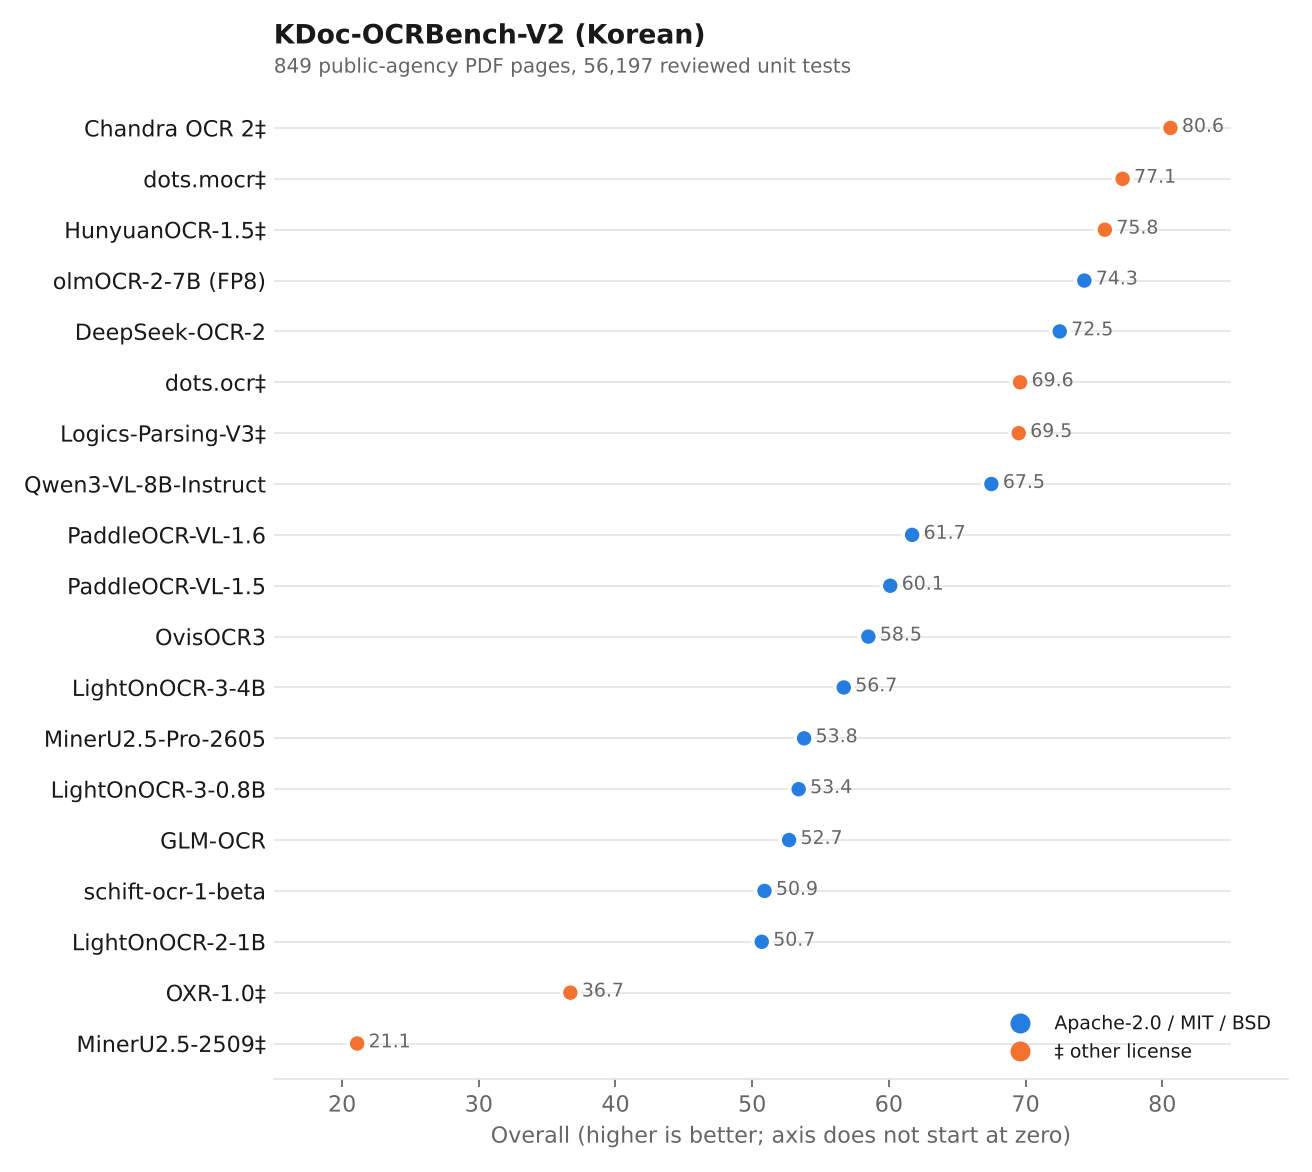 KDoc-OCRBench-V2 (Korean)
849 public-agency PDF pages, 56,197 reviewed unit tests
Chandra OCR 2‡ 80.6
dots.mocr‡ 77.1
HunyuanOCR-1.5‡ 75.8
olmOCR-2-7B (FP8) 74.3
DeepSeek-OCR-2 72.5
dots.ocr‡ 69.6
Logics-Parsing-V3‡ 69.5
Qwen3-VL-8B-Instruct 67.5
PaddleOCR-VL-1.6 61.7
PaddleOCR-VL-1.5 60.1
OvisOCR3 58.5
LightOnOCR-3-4B 56.7
MinerU2.5-Pro-2605 53.8
LightOnOCR-3-0.8B 53.4
GLM-OCR 52.7
schift-ocr-1-beta 50.9
LightOnOCR-2-1B 50.7
OXR-1.0‡ 36.7
MinerU2.5-2509‡ 21.1
Apache-2.0 / MIT / BSD
‡ other license
20 30 40 50 60 70 80
Overall (higher is better; axis does not start at zero)